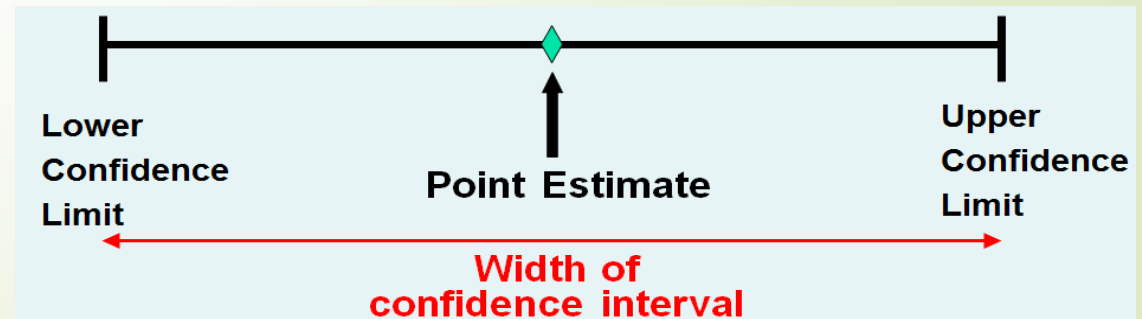 Lower
Confidence
Limit
Point Estimate
Upper
Confidence
Limit
Width of
confidence interval